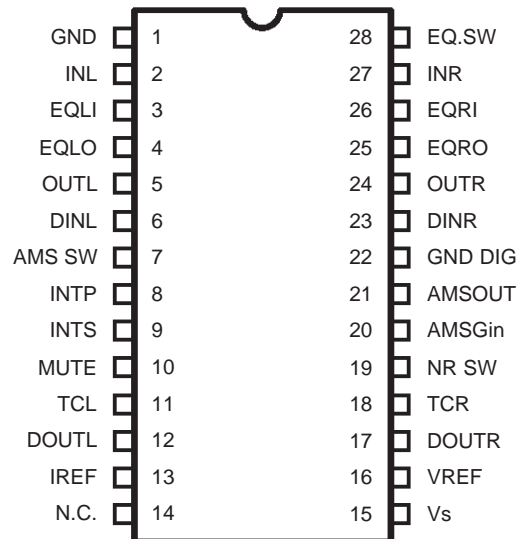 GND 1 28 EQ.SW
INL 2 27 INR
EQLI 3 26 EQRI
EQLO 4 25 EQRO
OUTL 5 24 OUTR
DINL 6 23 DINR
AMS SW 7 22 GND DIG
INTP 8 21 AMSOUT
INTS 9 20 AMSGin
MUTE 10 19 NR SW
TCL 11 18 TCR
DOUTL 12 17 DOUTR
IREF 13 16 VREF
N.C. 14 15 Vs